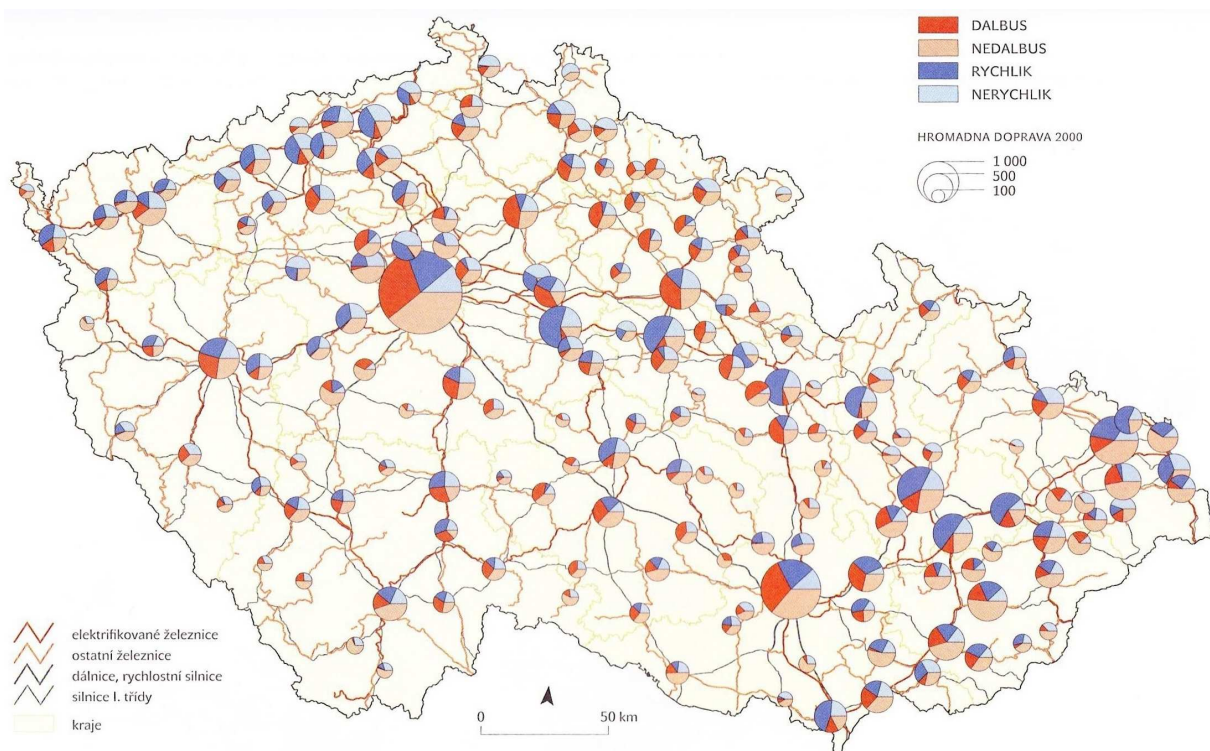 DALBUS
NEDALBUS
RYCHLIK
NERYCHLIK
HROMADNA DOPRAVA 2000
1 000
500
100
elektrifikované železnice
ostatní železnice
dálnice, rychlostní silnice
silnice I. třídy
kraje
0
50 km